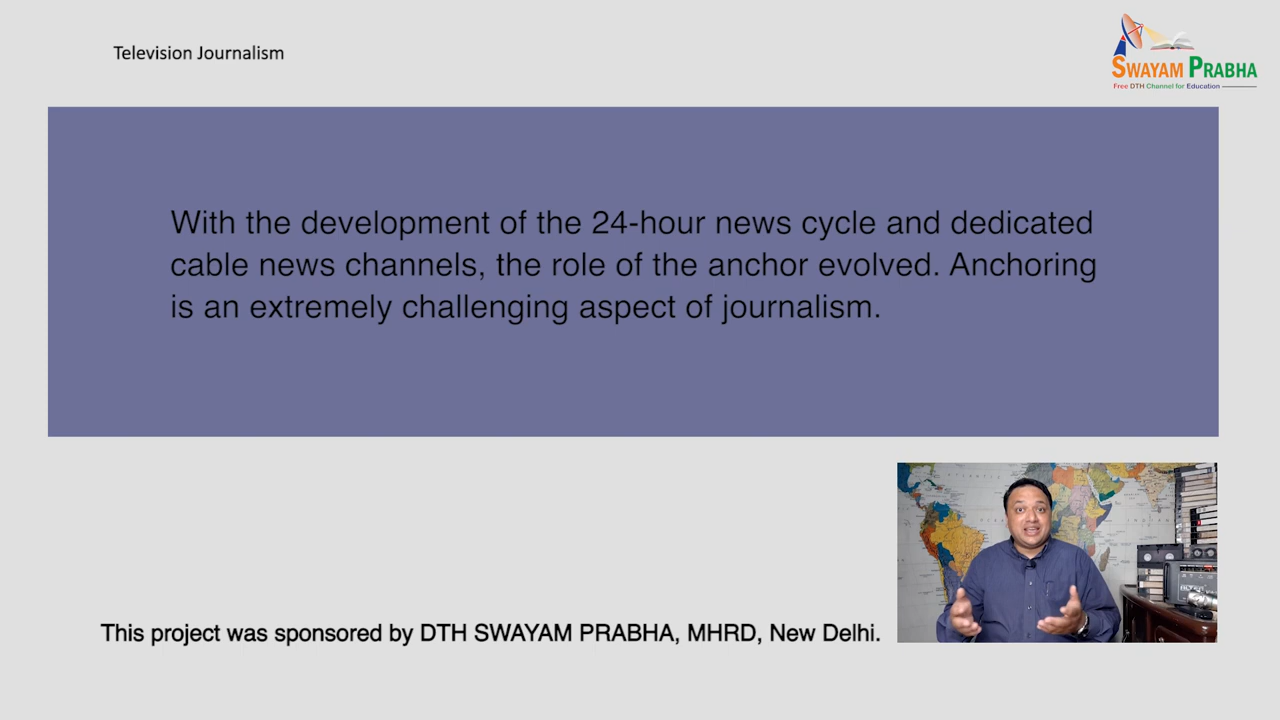 Television Journalism
SWAYAM PRABHA
Free DTH Channel for Education
With the development of the 24-hour news cycle and dedicated
cable news channels, the role of the anchor evolved. Anchoring
is an extremely challenging aspect of journalism.
This project was sponsored by DTH SWAYAM PRABHA, MHRD, New Delhi.